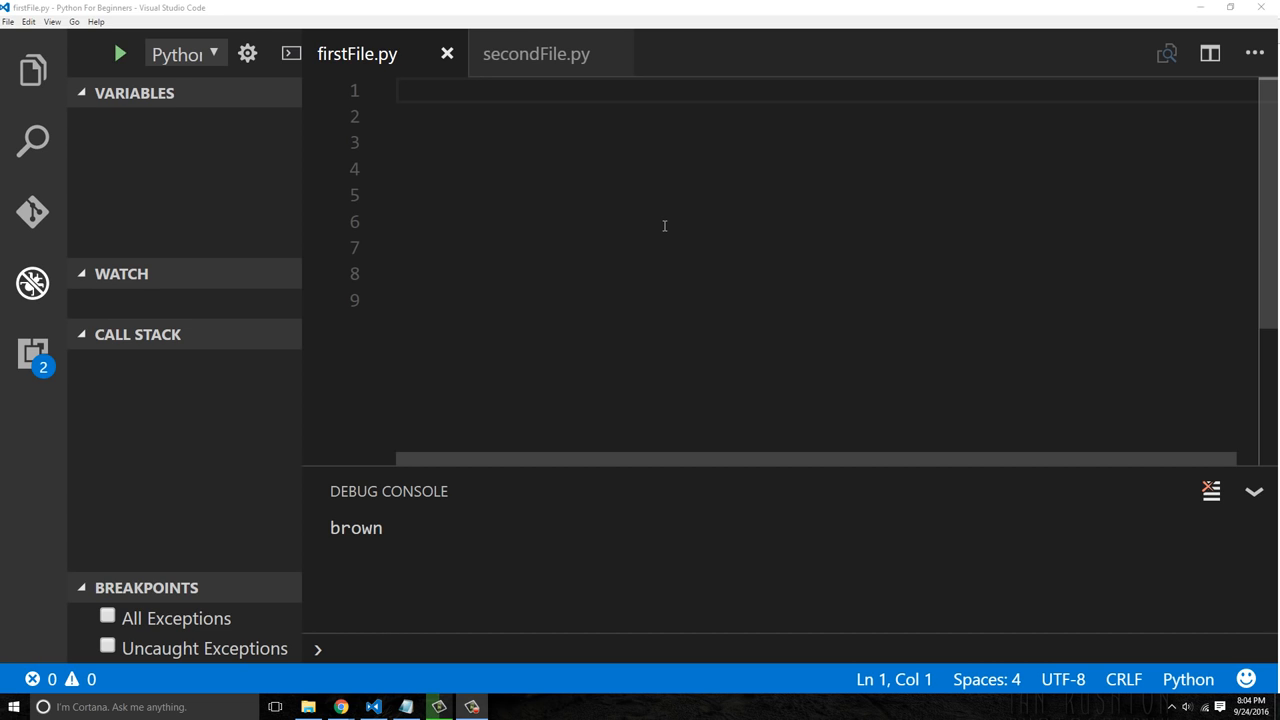 firstFile.py - Python For Beginners - Visual Studio Code
File Edit View Go Help
Python
firstFile.py
secondFile.py
VARIABLES
WATCH
CALL STACK
BREAKPOINTS
All Exceptions
Uncaught Exceptions
2
1
2
3
4
5
6
7
8
9
DEBUG CONSOLE
brown
0 0
Ln 1, Col 1 Spaces: 4 UTF-8 CRLF Python
I'm Cortana. Ask me anything.
8:04 PM
9/24/2016